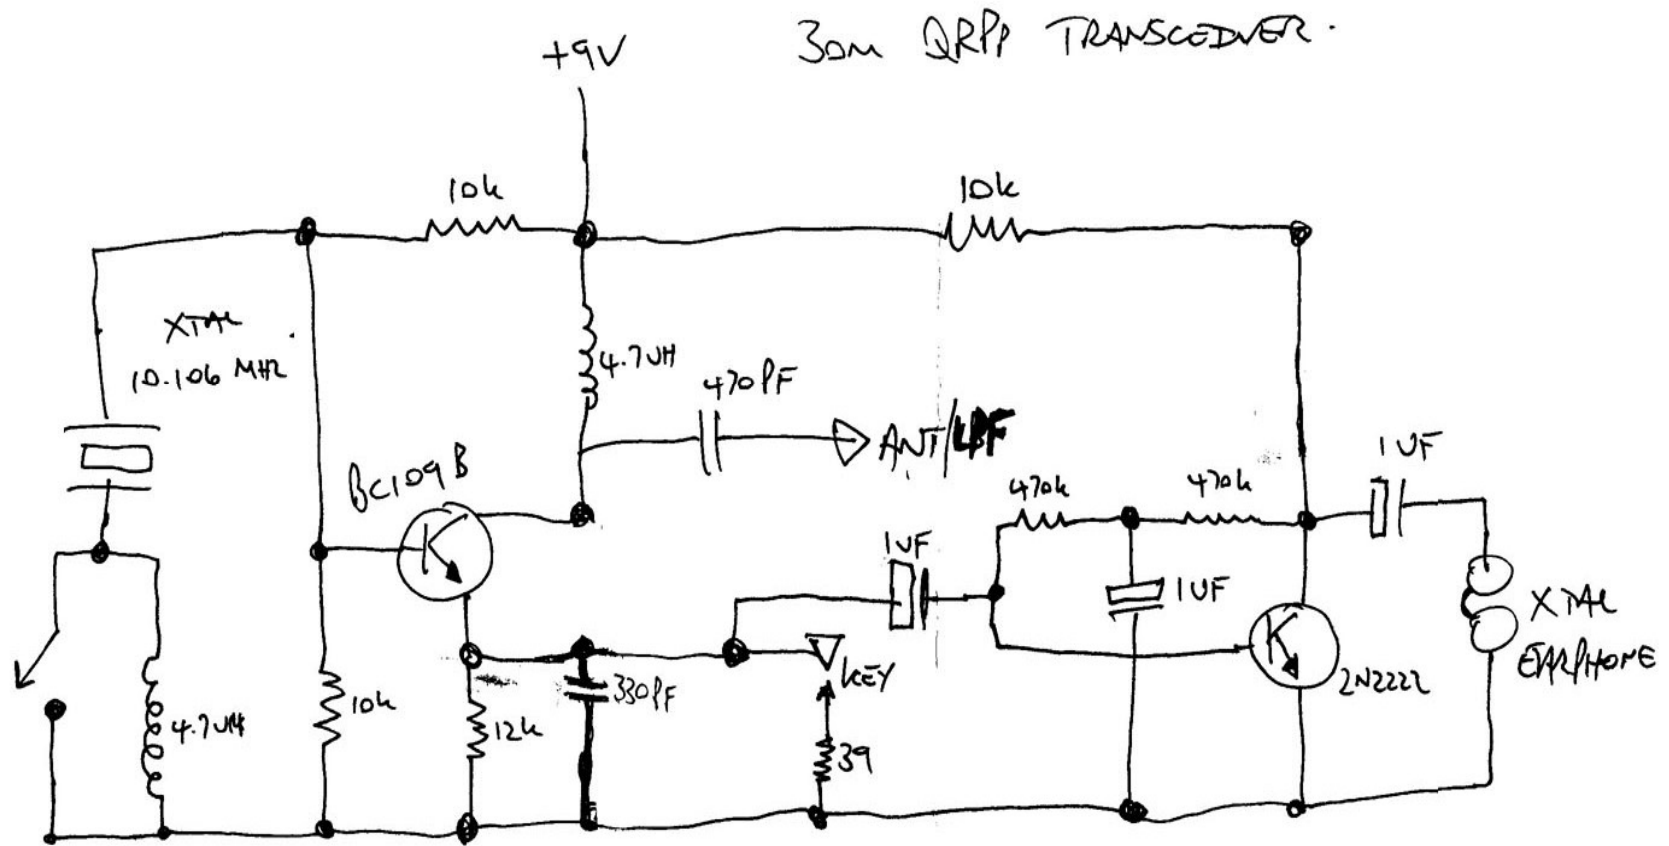 30m QRPp TRANSCEIVER.
+9V
10k
10k
XTAL
10.106 MHz
4.7UH
470PF
ANT/LPF
BC109B
470k
470k
1UF
1UF
1UF
XTAL
EARPHONE
KEY
330PF
2N2222
10k
12k
39
4.7UH